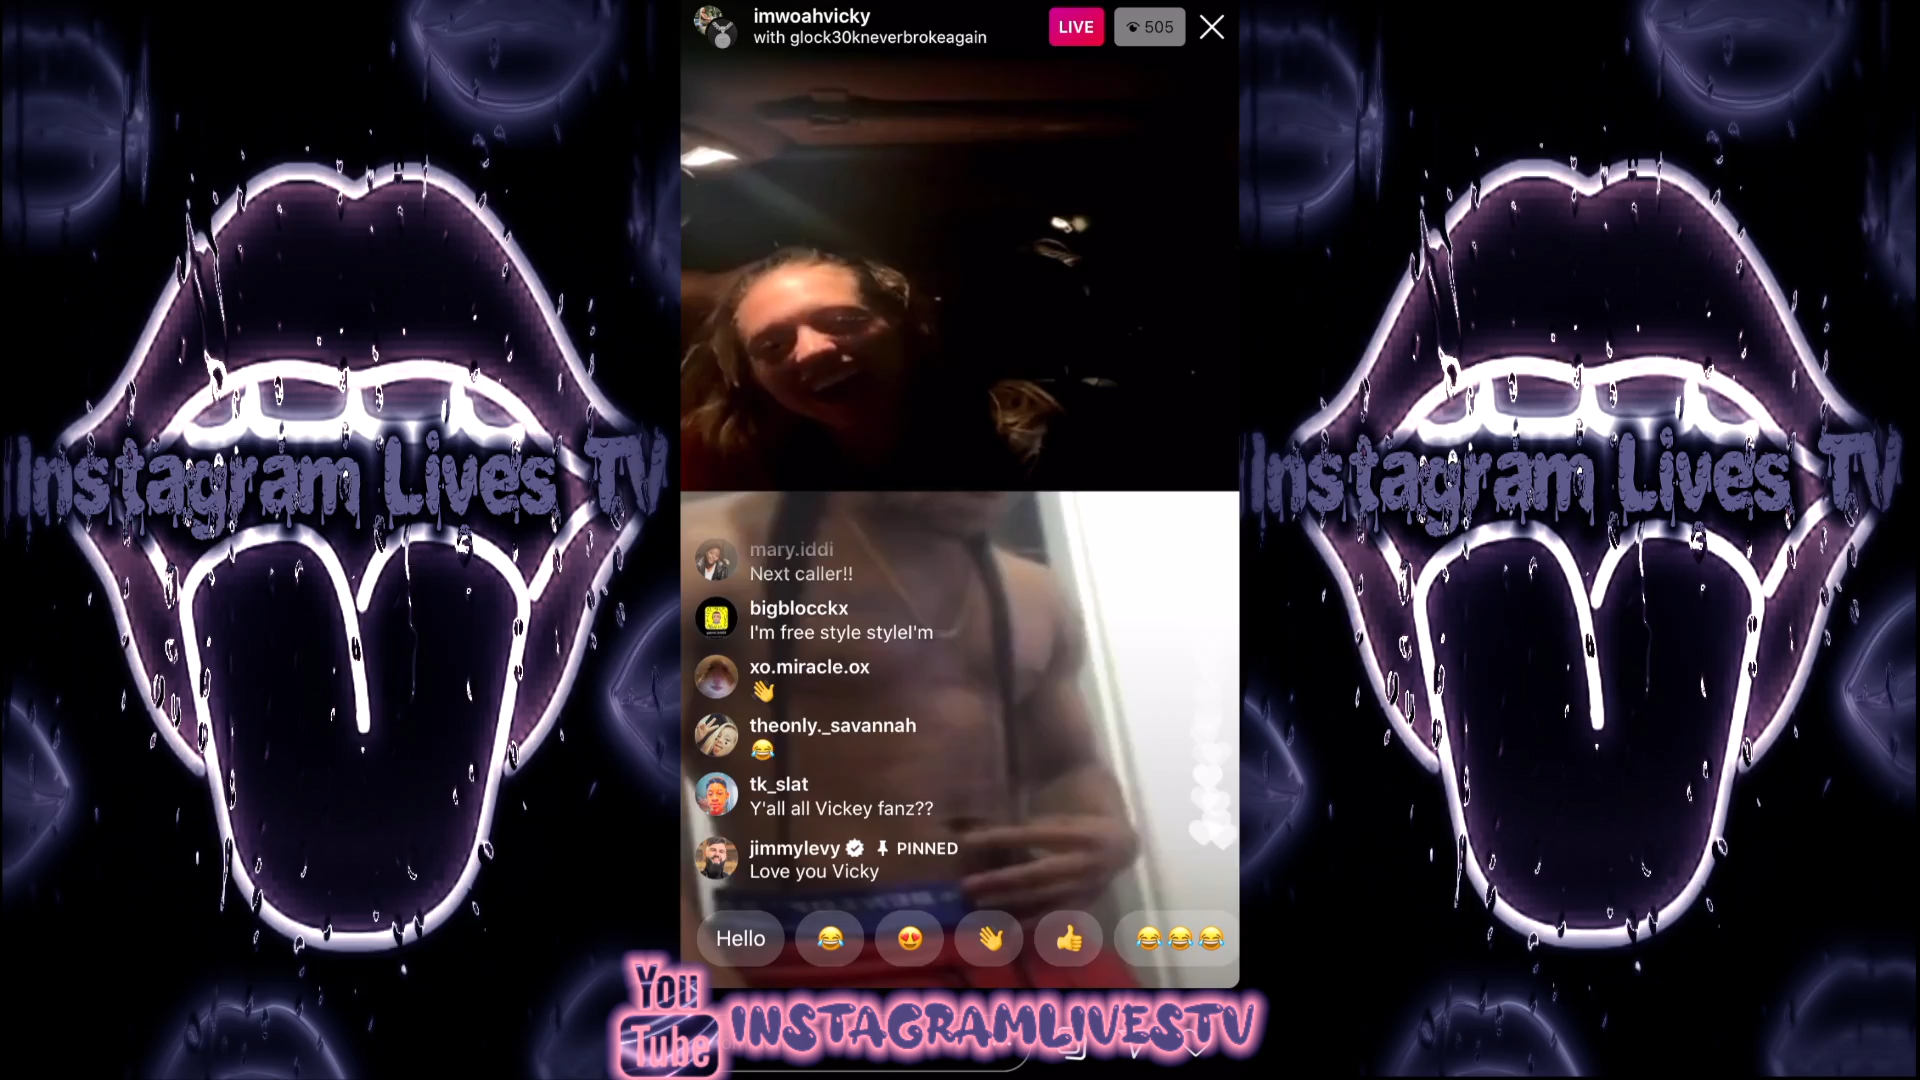 imwoahvicky
with glock30kneverbrokeagain
LIVE
505
Instagram Lives TV
Instagram Lives TV
mary.iddi
Next caller!!
bigblocckx
I'm free style styleI'm
xo.miracle.ox
👋
theonly._savannah
😂
tk_slat
Y'all all Vickey fanz??
jimmylevy PINNED
Love you Vicky
Hello 😂 😍 👋 👍 😂😂😂
You
Tube
INSTAGRAMLIVESTV